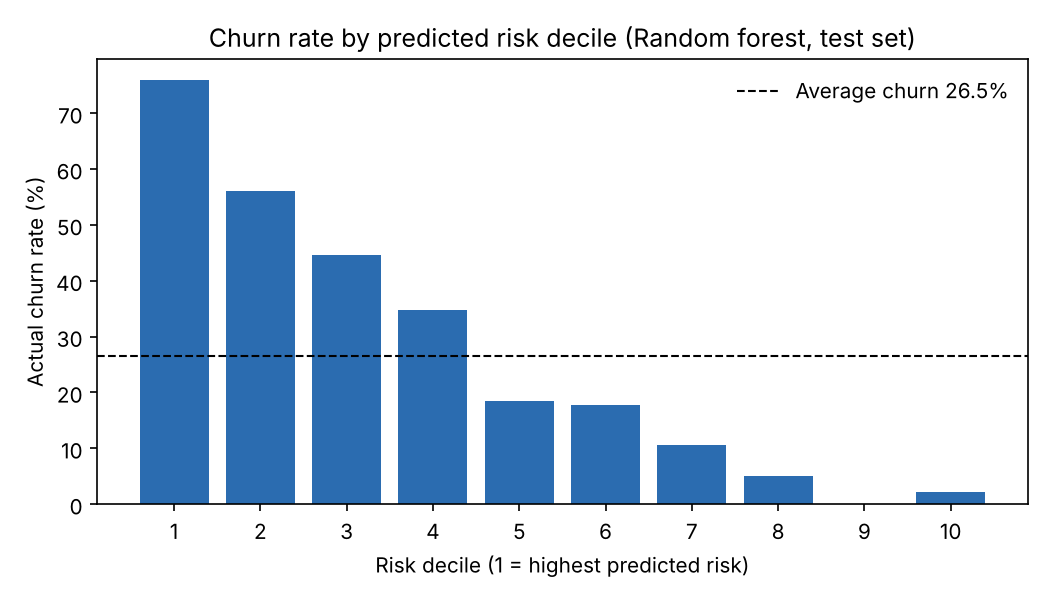 Churn rate by predicted risk decile (Random forest, test set)
Average churn 26.5%
Actual churn rate (%)
70
60
50
40
30
20
10
0
1 2 3 4 5 6 7 8 9 10
Risk decile (1 = highest predicted risk)